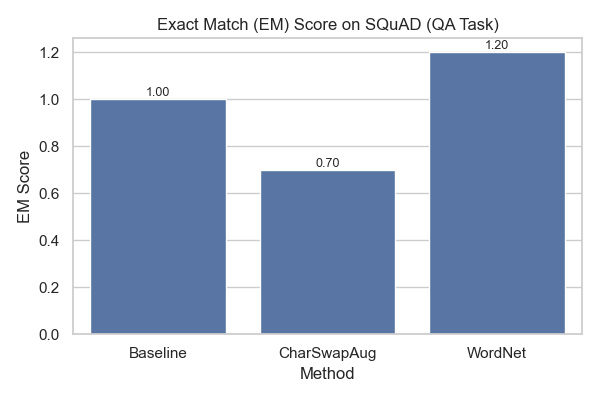 Exact Match (EM) Score on SQuAD (QA Task)
EM Score
1.2
1.0
0.8
0.6
0.4
0.2
0.0
1.00
0.70
1.20
Baseline
CharSwapAug
WordNet
Method